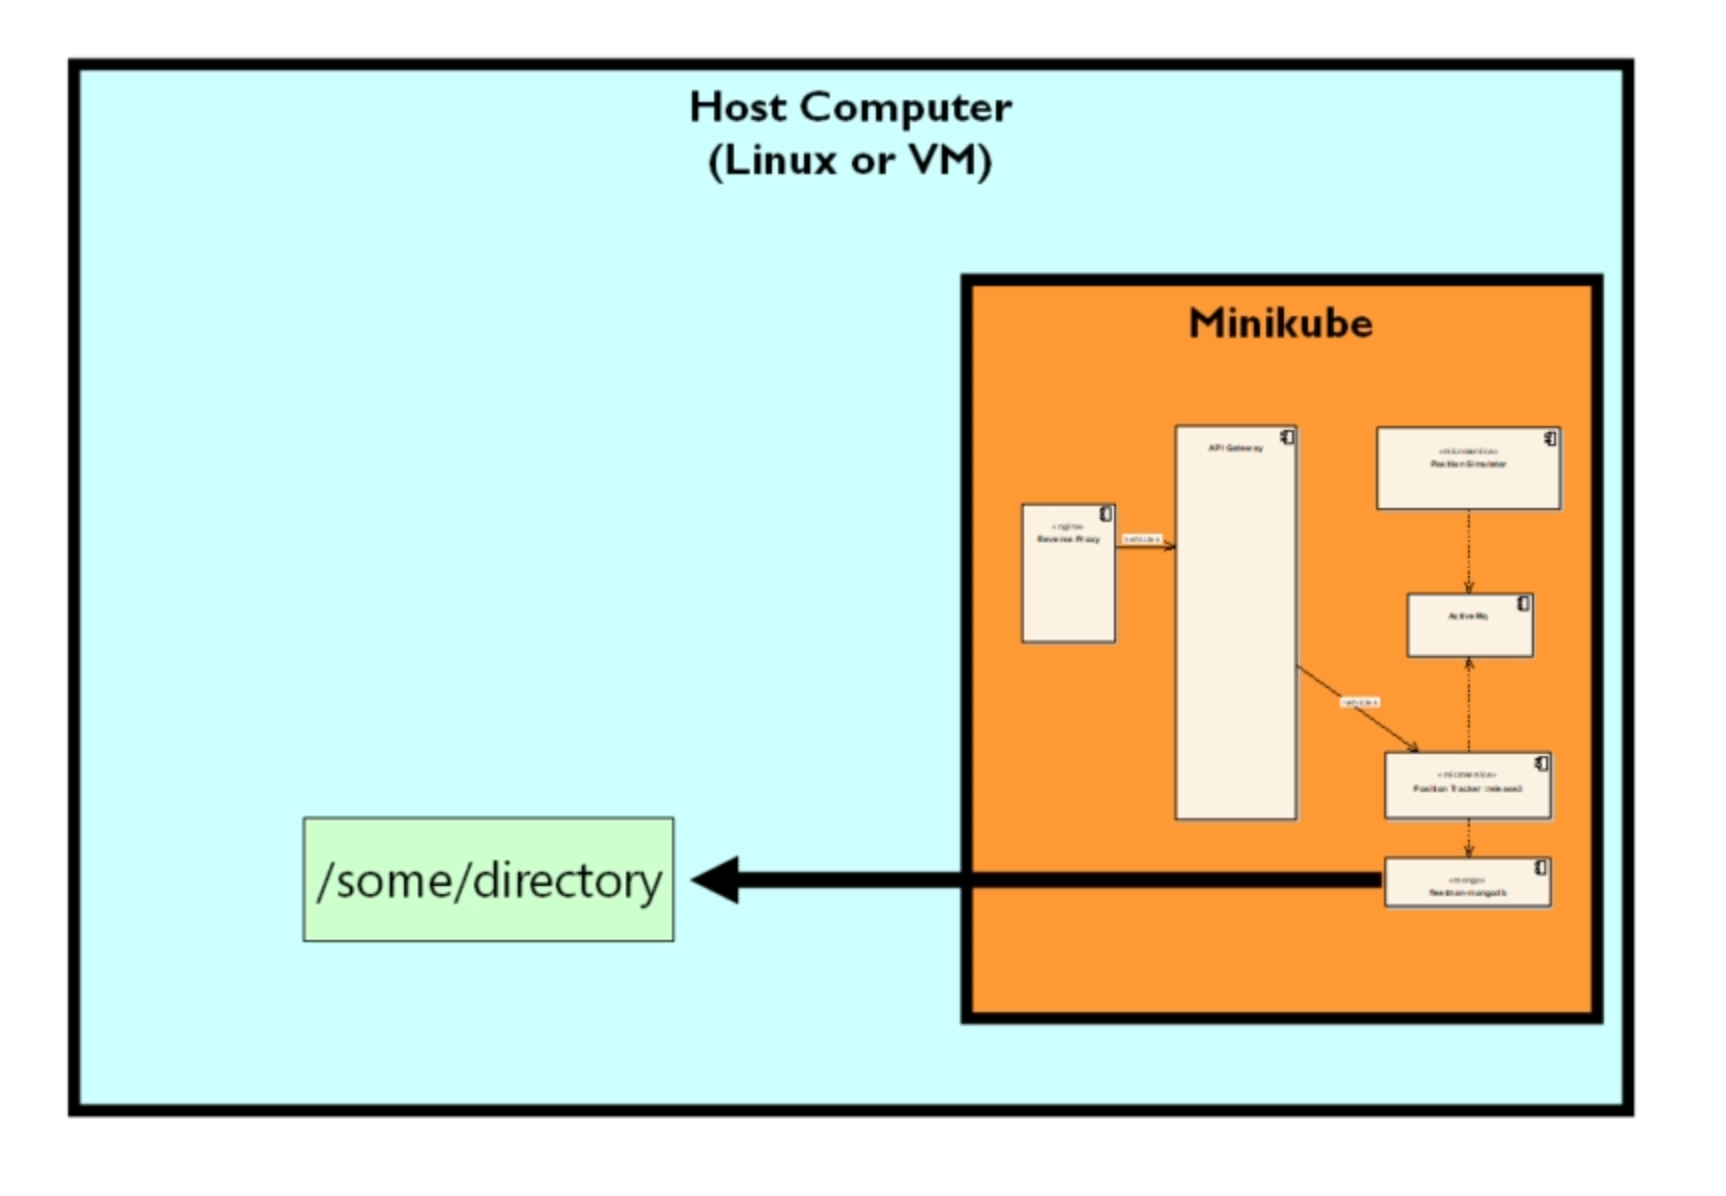 Host Computer
(Linux or VM)
Minikube
API Gateway
«microservice»
Position Simulator
«nginx»
Reverse Proxy
/vehicles
ActiveMq
/vehicles
«microservice»
Position Tracker :release3
/some/directory
«mongo»
fleetman-mongodb